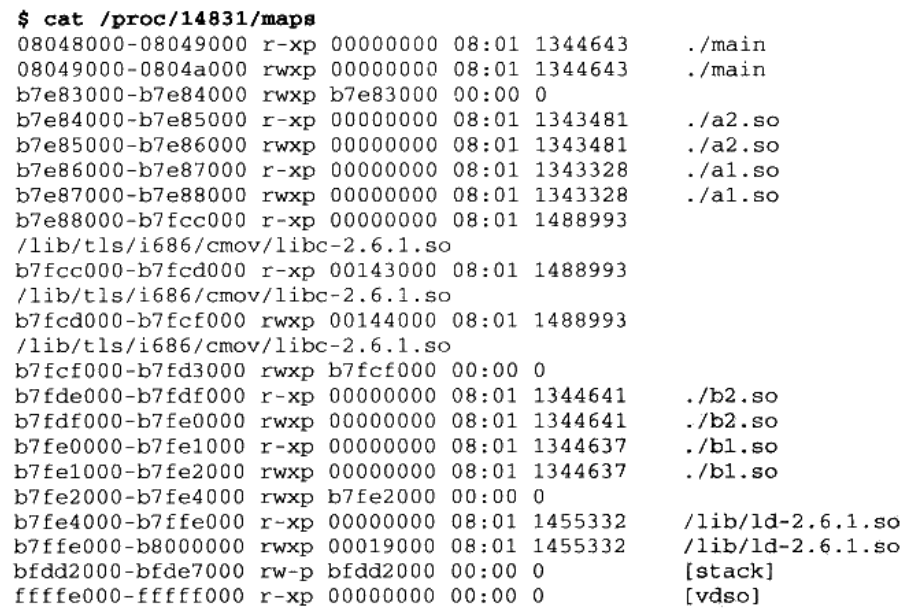 $ cat /proc/14831/maps
08048000-08049000 r-xp 00000000 08:01 1344643 ./main
08049000-0804a000 rwxp 00000000 08:01 1344643 ./main
b7e83000-b7e84000 rwxp b7e83000 00:00 0
b7e84000-b7e85000 r-xp 00000000 08:01 1343481 ./a2.so
b7e85000-b7e86000 rwxp 00000000 08:01 1343481 ./a2.so
b7e86000-b7e87000 r-xp 00000000 08:01 1343328 ./a1.so
b7e87000-b7e88000 rwxp 00000000 08:01 1343328 ./a1.so
b7e88000-b7fcc000 r-xp 00000000 08:01 1488993
/lib/tls/i686/cmov/libc-2.6.1.so
b7fcc000-b7fcd000 r-xp 00143000 08:01 1488993
/lib/tls/i686/cmov/libc-2.6.1.so
b7fcd000-b7fcf000 rwxp 00144000 08:01 1488993
/lib/tls/i686/cmov/libc-2.6.1.so
b7fcf000-b7fd3000 rwxp b7fcf000 00:00 0
b7fde000-b7fdf000 r-xp 00000000 08:01 1344641 ./b2.so
b7fdf000-b7fe0000 rwxp 00000000 08:01 1344641 ./b2.so
b7fe0000-b7fe1000 r-xp 00000000 08:01 1344637 ./b1.so
b7fe1000-b7fe2000 rwxp 00000000 08:01 1344637 ./b1.so
b7fe2000-b7fe4000 rwxp b7fe2000 00:00 0
b7fe4000-b7ffe000 r-xp 00000000 08:01 1455332 /lib/ld-2.6.1.so
b7ffe000-b8000000 rwxp 00019000 08:01 1455332 /lib/ld-2.6.1.so
bfdd2000-bfde7000 rw-p bfdd2000 00:00 0 [stack]
ffffe000-fffff000 r-xp 00000000 00:00 0 [vdso]